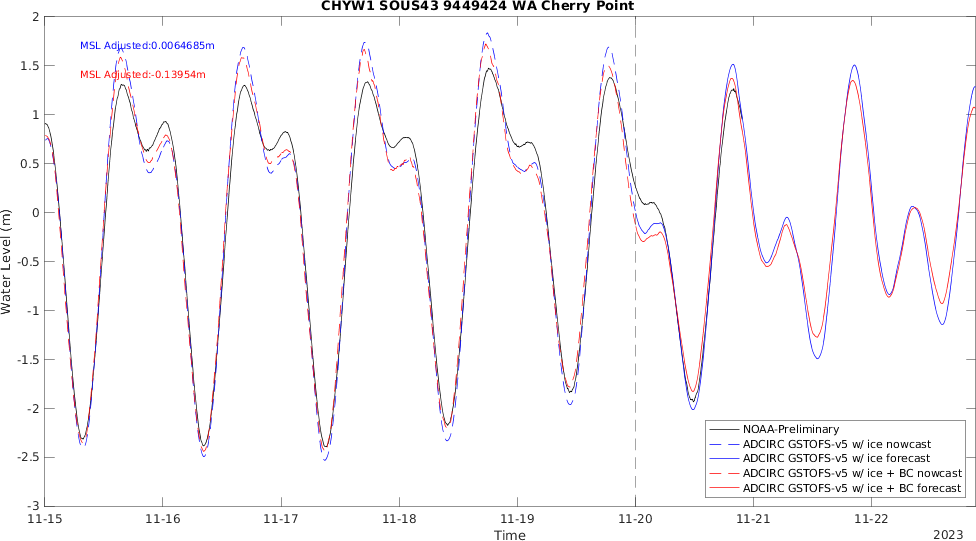 CHYW1 SOUS43 9449424 WA Cherry Point
MSL Adjusted:0.0064685m
MSL Adjusted:-0.13954m
2
1.5
1
0.5
0
-0.5
-1
-1.5
-2
-2.5
-3
Water Level (m)
NOAA-Preliminary
ADCIRC GSTOFS-v5 w/ ice nowcast
ADCIRC GSTOFS-v5 w/ ice forecast
ADCIRC GSTOFS-v5 w/ ice + BC nowcast
ADCIRC GSTOFS-v5 w/ ice + BC forecast
11-15 11-16 11-17 11-18 11-19 11-20 11-21 11-22
Time
2023